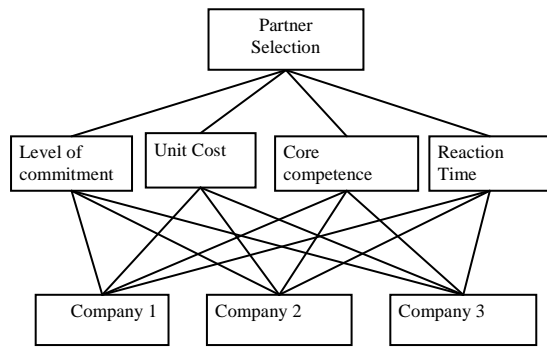 Partner
Selection
Level of
commitment
Unit Cost
Core
competence
Reaction
Time
Company 1
Company 2
Company 3